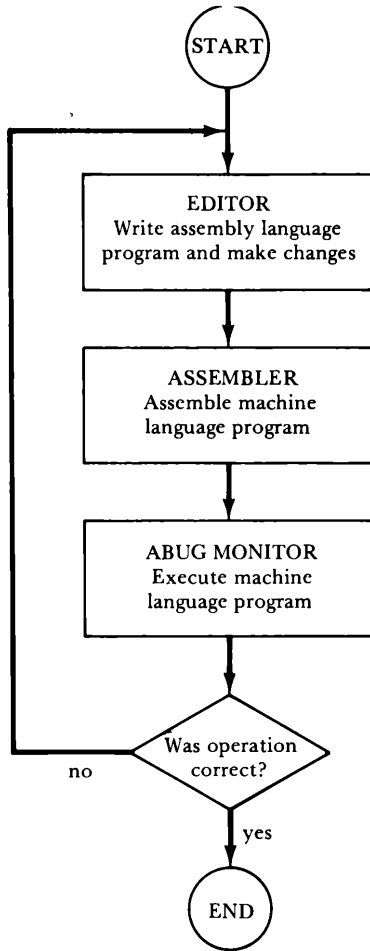 START
EDITOR
Write assembly language
program and make changes
ASSEMBLER
Assemble machine
language program
ABUG MONITOR
Execute machine
language program
Was operation
correct?
no
yes
END